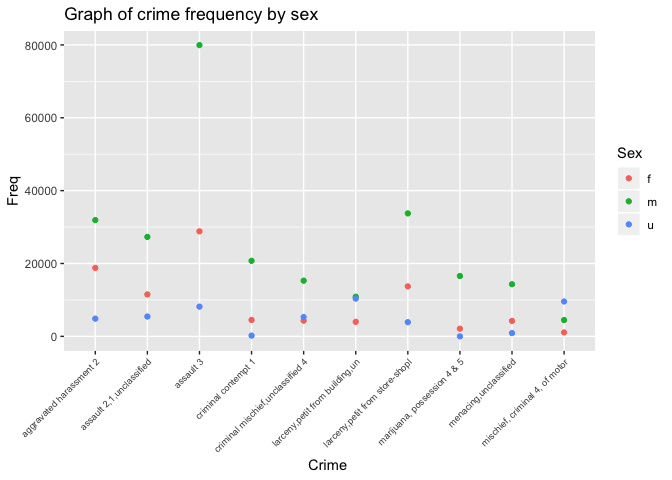 Graph of crime frequency by sex
80000
60000
40000
20000
0
Freq
aggravated harassment 2
assault 2,1,unclassified
assault 3
criminal contempt 1
criminal mischief,unclassified 4
larceny,petit from building,un
larceny,petit from store-shopl
marijuana, possession 4 & 5
menacing,unclassified
mischief, criminal 4, of motor
Crime
Sex
f
m
u